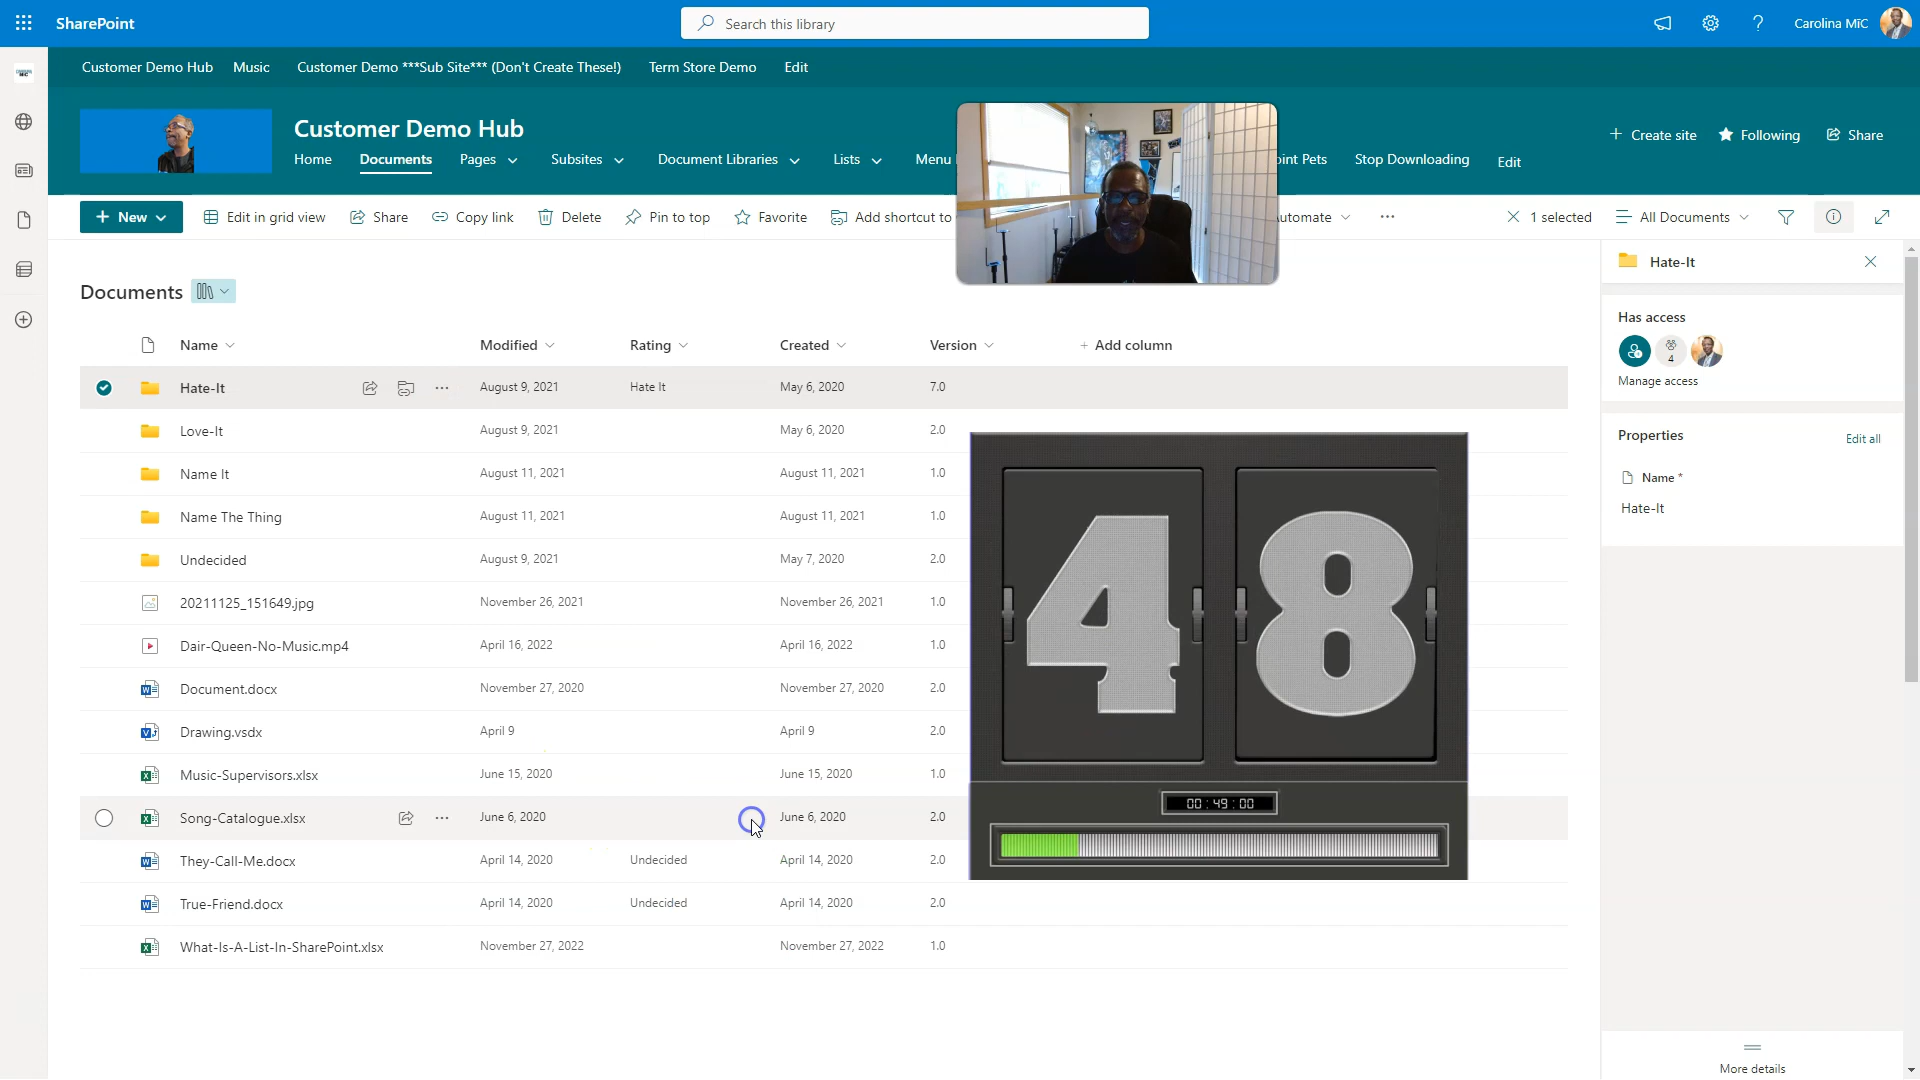 SharePoint
Search this library
Carolina MiC
Customer Demo Hub
Music
Customer Demo ***Sub Site*** (Don't Create These!)
Term Store Demo
Edit
Customer Demo Hub
Create site
Following
Share
Home
Documents
Pages
Subsites
Document Libraries
Lists
Menu
oint Pets
Stop Downloading
Edit
New
Edit in grid view
Share
Copy link
Delete
Pin to top
Favorite
Add shortcut to
utomate
1 selected
All Documents
Documents
Name Modified Rating Created Version + Add column
Hate-It August 9, 2021 Hate It May 6, 2020 7.0
Love-It August 9, 2021 May 6, 2020 2.0
Name It August 11, 2021 August 11, 2021 1.0
Name The Thing August 11, 2021 August 11, 2021 1.0
Undecided August 9, 2021 May 7, 2020 2.0
20211125_151649.jpg November 26, 2021 November 26, 2021 1.0
Dair-Queen-No-Music.mp4 April 16, 2022 April 16, 2022 1.0
Document.docx November 27, 2020 November 27, 2020 2.0
Drawing.vsdx April 9 April 9 2.0
Music-Supervisors.xlsx June 15, 2020 June 15, 2020 1.0
Song-Catalogue.xlsx June 6, 2020 June 6, 2020 2.0
They-Call-Me.docx April 14, 2020 Undecided April 14, 2020 2.0
True-Friend.docx April 14, 2020 Undecided April 14, 2020 2.0
What-Is-A-List-In-SharePoint.xlsx November 27, 2022 November 27, 2022 1.0
48
00:49:00
Hate-It
Has access
4
Manage access
Properties
Edit all
Name *
Hate-It
More details